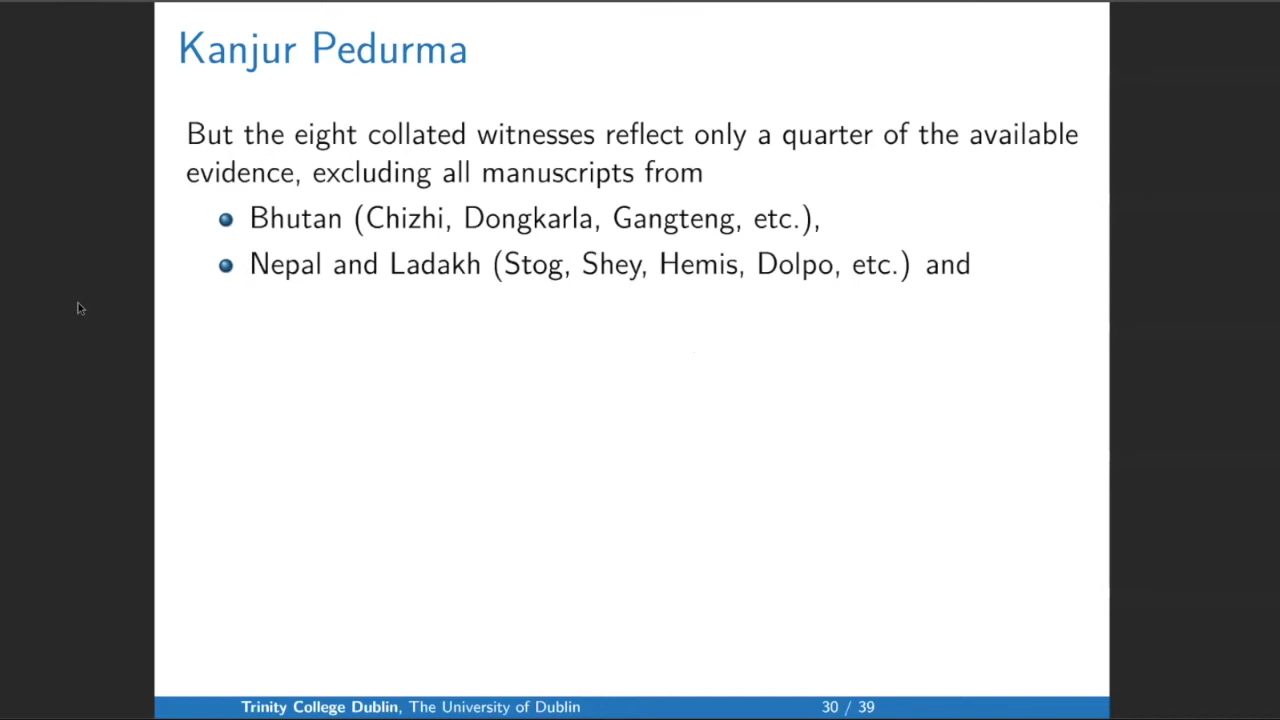 Kanjur Pedurma
But the eight collated witnesses reflect only a quarter of the available
evidence, excluding all manuscripts from
Bhutan (Chizhi, Dongkarla, Gangteng, etc.),
Nepal and Ladakh (Stog, Shey, Hemis, Dolpo, etc.) and
Trinity College Dublin, The University of Dublin 30 / 39